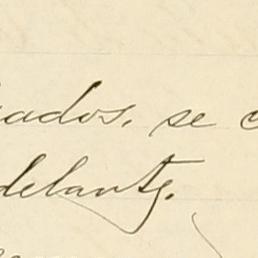 ados, se
delante.